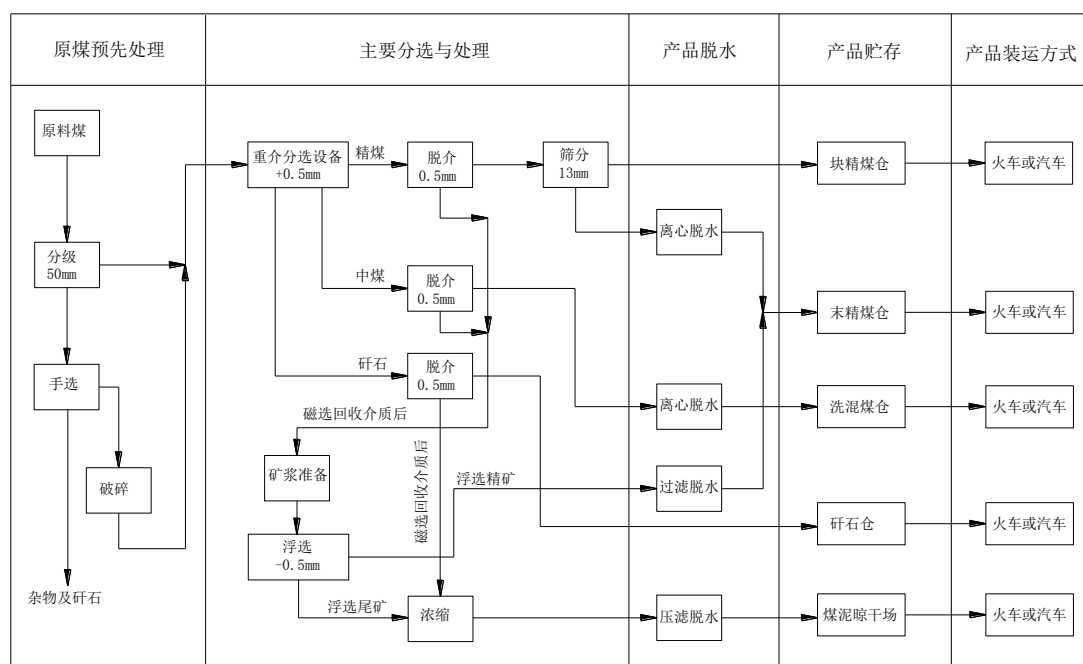 原煤预先处理
主要分选与处理
产品脱水
产品贮存
产品装运方式
原料煤
分级
50mm
手选
破碎
杂物及矸石
重介分选设备
+0.5mm
精煤
脱介
0.5mm
筛分
13mm
中煤
脱介
0.5mm
矸石
脱介
0.5mm
磁选回收介质后
磁选回收介质后
矿浆准备
浮选
-0.5mm
浮选精矿
浮选尾矿
浓缩
离心脱水
离心脱水
过滤脱水
压滤脱水
块精煤仓
末精煤仓
洗混煤仓
矸石仓
煤泥晾干场
火车或汽车
火车或汽车
火车或汽车
火车或汽车
火车或汽车